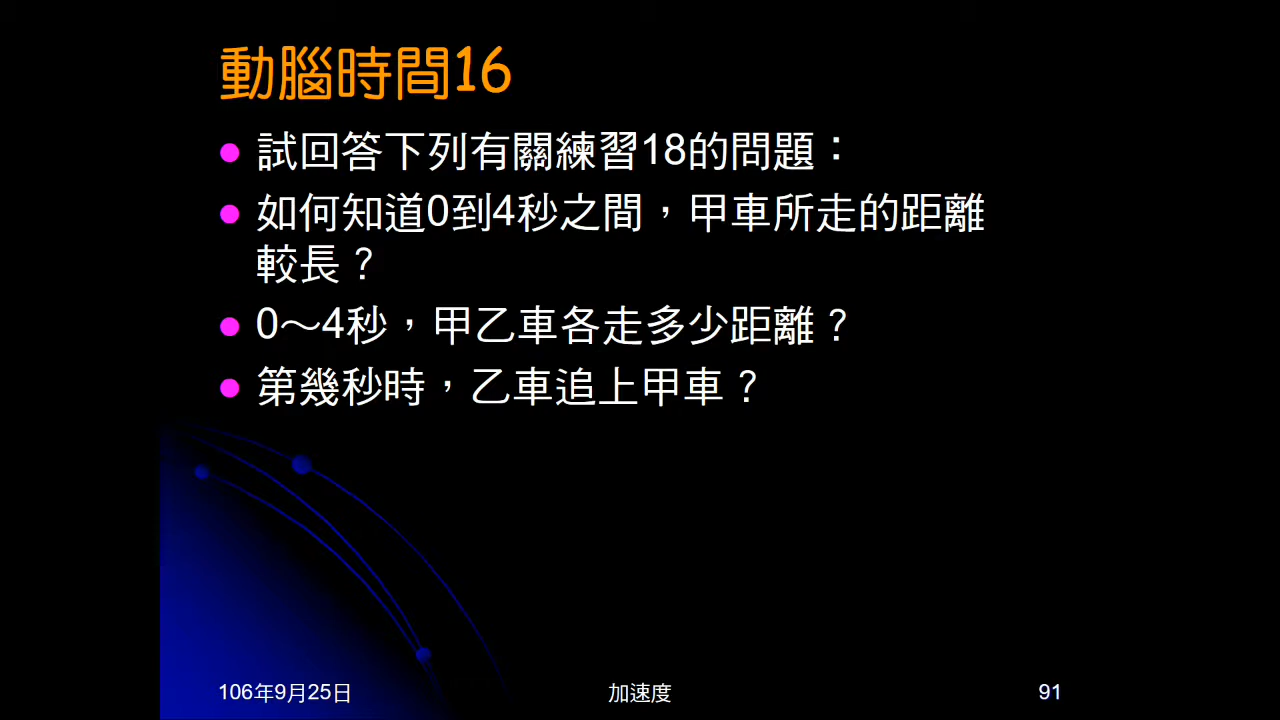 動腦時間16
試回答下列有關練習18的問題：
如何知道0到4秒之間，甲車所走的距離
較長？
0～4秒，甲乙車各走多少距離？
第幾秒時，乙車追上甲車？
106年9月25日
加速度
91